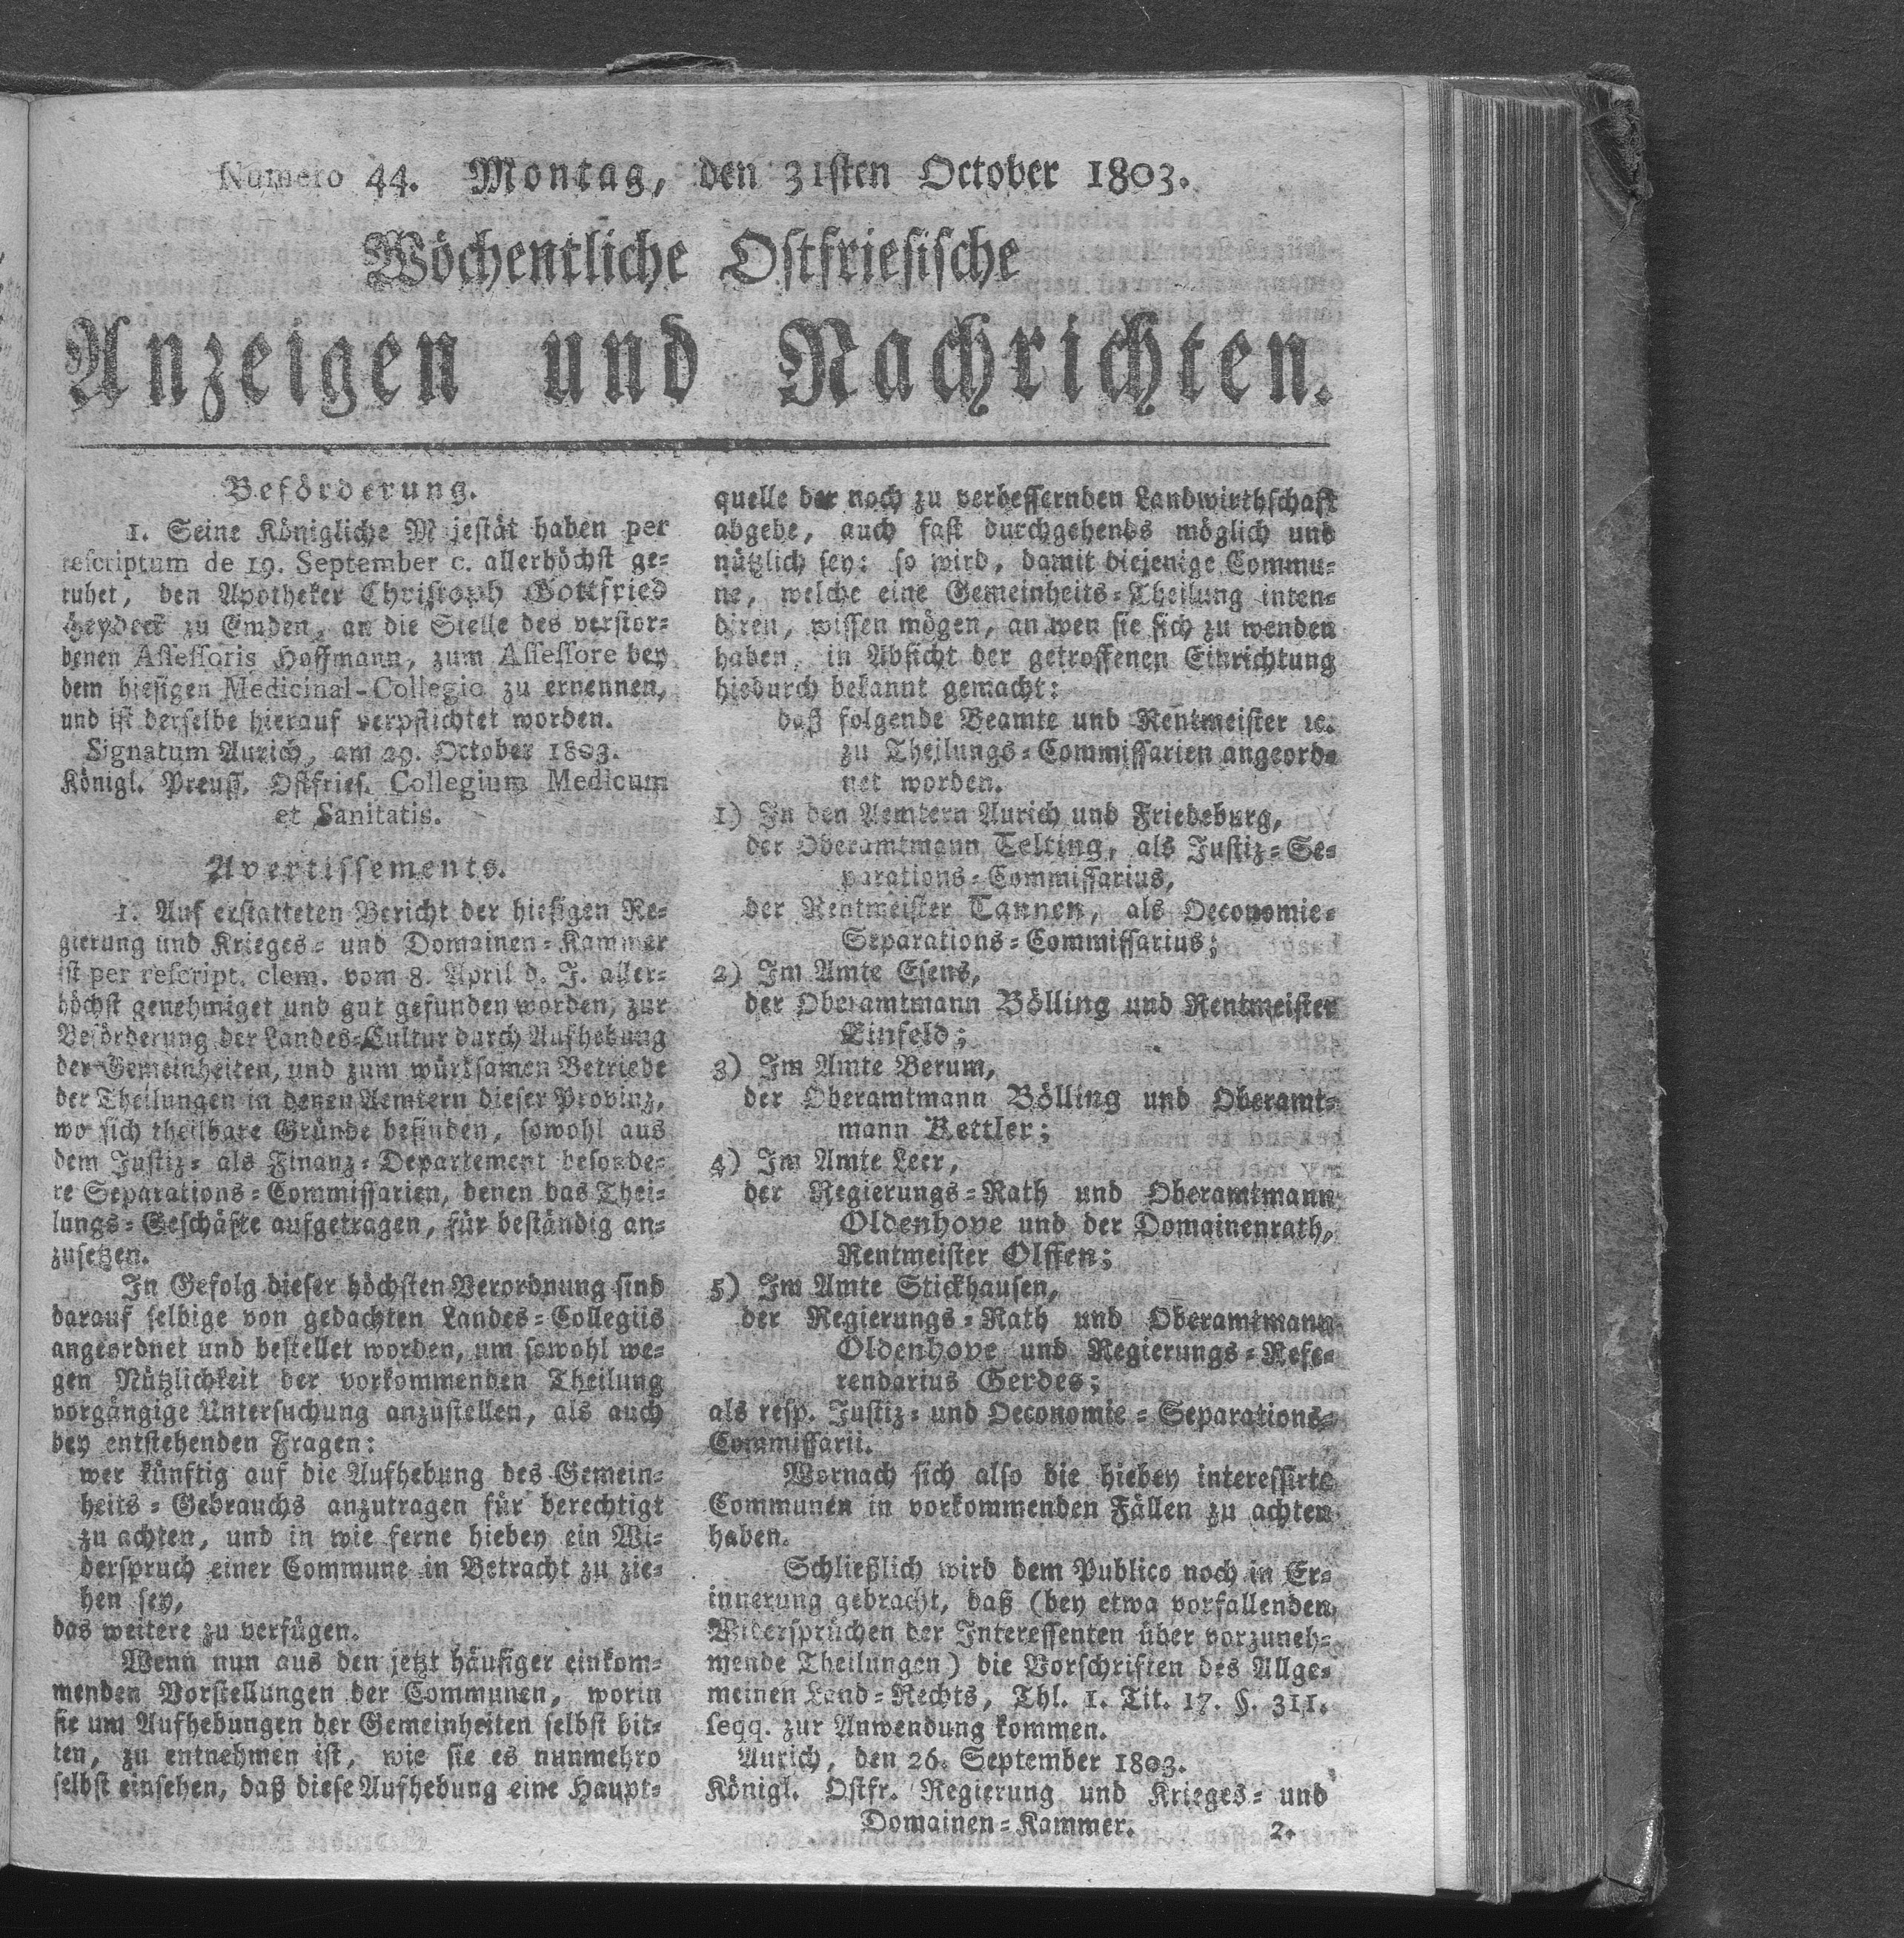 Numero 44. Montag, den 31sten October 1803.
Wöchentliche Ostfriesische
Anzeigen und Nachrichten.
Beförderung.
1. Seine Königliche M jestät haben per
rescriptum de 19. September c. allerhöchst ge-
ruhet, den Apotheker Christoph Gottfried
Heydeck zu Emden, an die Stelle des verstor-
benen Assessoris Hoffmann, zum Assessore bey
dem hiesigen Medicinal-Collegio zu ernennen,
und ist derselbe hierauf verpflichtet worden.
Signatum Aurich, am 29. October 1803.
Königl. Preuss. Ostfries. Collegium Medicum
et Sanitatis.
Avertissements.
1. Auf erstatteten Bericht der hiesigen Re-
gierung und Krieges- und Domainen-Kammer
ist per rescript. clem. vom 8. April d. J. aller-
höchst genehmiget und gut gefunden worden, zur
Beförderung der Landes-Cultur durch Aufhebung
der Gemeinheiten, und zum würksamen Betriebe
der Theilungen in denen Aemtern dieser Provinz,
wo sich theilbare Gründe befinden, sowohl aus
dem Justiz- als Finanz-Departement besonde-
re Separations-Commissarien, denen das Thei-
lungs-Geschäfte aufgetragen, für beständig an-
zusetzen.
In Gefolg dieser höchsten Verordnung sind
darauf selbige von gedachten Landes-Collegiis
angeordnet und bestellet worden, um sowohl we-
gen Nützlichkeit der vorkommenden Theilung
vorgängige Untersuchung anzustellen, als auch
bey entstehenden Fragen:
wer künftig auf die Aufhebung des Gemein-
heits-Gebrauchs anzutragen für berechtigt
zu achten, und in wie ferne hiebey ein Wi-
derspruch einer Commune in Betracht zu zie-
hen sey,
das weitere zu verfügen.
Wenn nun aus den jetzt häufiger einkom-
menden Vorstellungen der Communen, worin
sie um Aufhebungen der Gemeinheiten selbst bit-
ten, zu entnehmen ist, wie sie es nunmehro
selbst einsehen, daß diese Aufhebung eine Haupt-
quelle der noch zu verbessernden Landwirthschaft
abgebe, auch fast durchgehends möglich und
nützlich sey: so wird, damit diejenige Commu-
ne, welche eine Gemeinheits-Theilung inten-
diren, wissen mögen, an wen sie sich zu wenden
haben, in Absicht der getroffenen Einrichtung
hiedurch bekannt gemacht:
daß folgende Beamte und Rentmeister ꝛc.
zu Theilungs-Commissarien angeord-
net worden.
1) In den Aemtern Aurich und Friedeburg,
der Oberamtmann Telting, als Justiz-Se-
parations-Commissarius,
der Rentmeister Tannen, als Oeconomie-
Separations-Commissarius;
2) Im Amte Esens,
der Oberamtmann Bölling und Rentmeister
Einfeld;
3) Im Amte Berum,
der Oberamtmann Bölling und Oberamt-
mann Kettler;
4) Im Amte Leer,
der Regierungs-Rath und Oberamtmann
Oldenhove und der Domainenrath,
Rentmeister Olffen;
5) Im Amte Stickhausen,
der Regierungs-Rath und Oberamtmann
Oldenhove und Regierungs-Refe-
rendarius Gerdes;
als resp. Justiz- und Oeconomie-Separations-
Commissarii.
Wornach sich also die hiebey interessirte
Communen in vorkommenden Fällen zu achten
haben.
Schließlich wird dem Publico noch in Er-
innerung gebracht, daß (bey etwa vorfallenden
Widersprüchen der Interessenten über vorzuneh-
mende Theilungen) die Vorschriften des Allge-
meinen Land-Rechts, Thl. 1. Tit. 17. §. 311.
seqq. zur Anwendung kommen.
Aurich, den 26. September 1803.
Königl. Ostfr. Regierung und Krieges- und
Domainen-Kammer.
2.